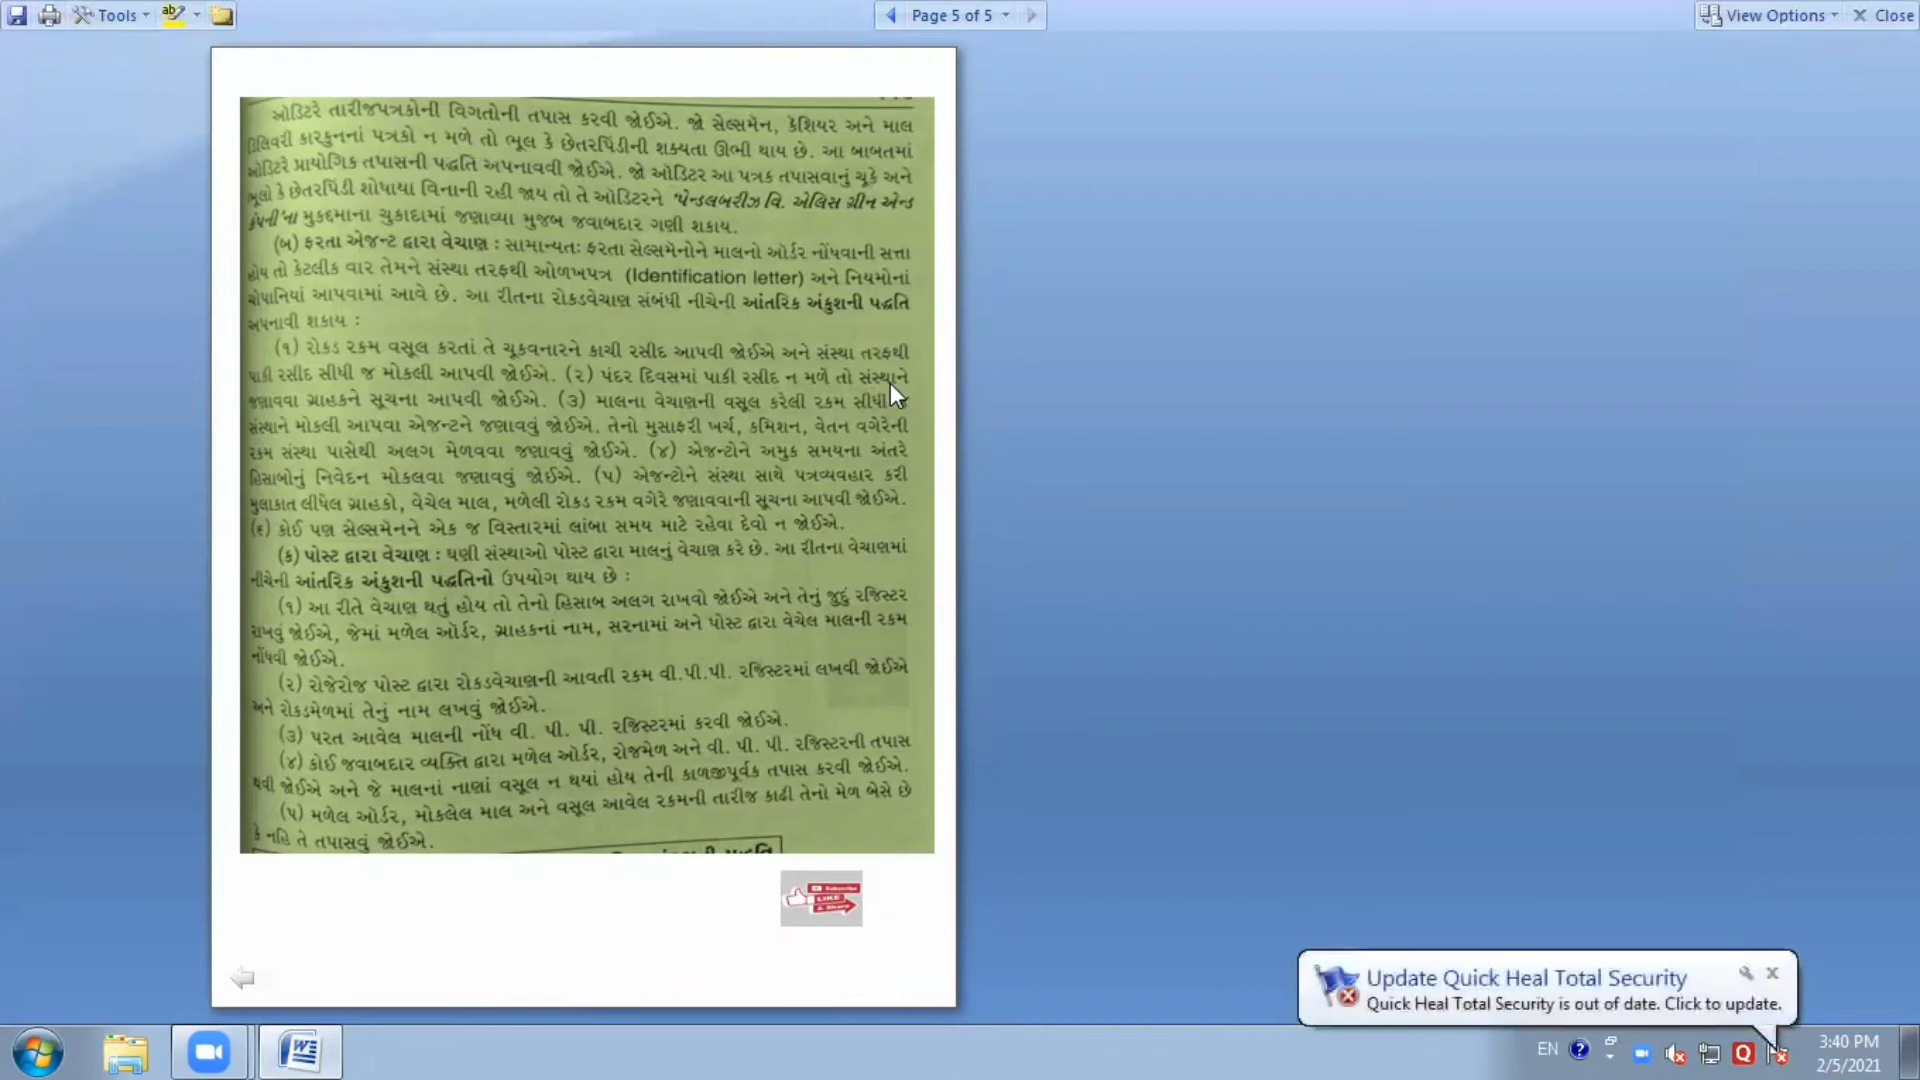 Tools
Page 5 of 5
View Options
Close
ઓડિટરે તારીજપત્રકોની વિગતોની તપાસ કરવી જોઈએ. જો સેલ્સમૅન, કેશિયર અને માલ
ડિલિવરી કારકુનનાં પત્રકો ન મળે તો ભૂલ કે છેતરપિંડીની શક્યતા ઊભી થાય છે. આ બાબતમાં
ઑડિટરે પ્રાયોગિક તપાસની પદ્ધતિ અપનાવવી જોઈએ. જો ઑડિટર આ પત્રક તપાસવાનું ચૂકે અને
ભૂલો કે છેતરપિંડી શોધાયા વિનાની રહી જાય તો તે ઑડિટરને 'પેન્ડલબરીઝ વિ. એલિસ ગ્રીન એન્ડ
કંપની'ના મુકદ્દમાના ચુકાદામાં જણાવ્યા મુજબ જવાબદાર ગણી શકાય.
(બ) ફરતા એજન્ટ દ્વારા વેચાણ : સામાન્યતઃ ફરતા સેલ્સમૅનોને માલનો ઑર્ડર નોંધવાની સત્તા
હોય તો કેટલીક વાર તેમને સંસ્થા તરફથી ઓળખપત્ર (Identification letter) અને નિયમોનાં
ચોપાનિયાં આપવામાં આવે છે. આ રીતના રોકડવેચાણ સંબંધી નીચેની આંતરિક અંકુશની પદ્ધતિ
અપનાવી શકાય :
(૧) રોકડ રકમ વસૂલ કરતાં તે ચૂકવનારને કાચી રસીદ આપવી જોઈએ અને સંસ્થા તરફથી
પાકી રસીદ સીધી જ મોકલી આપવી જોઈએ. (૨) પંદર દિવસમાં પાકી રસીદ ન મળે તો સંસ્થાને
જણાવવા ગ્રાહકને સૂચના આપવી જોઈએ. (૩) માલના વેચાણની વસૂલ કરેલી રકમ સીધી
સંસ્થાને મોકલી આપવા એજન્ટને જણાવવું જોઈએ. તેનો મુસાફરી ખર્ચ, કમિશન, વેતન વગેરેની
રકમ સંસ્થા પાસેથી અલગ મેળવવા જણાવવું જોઈએ. (૪) એજન્ટોને અમુક સમયના અંતરે
હિસાબોનું નિવેદન મોકલવા જણાવવું જોઈએ. (૫) એજન્ટોને સંસ્થા સાથે પત્રવ્યવહાર કરી
મુલાકાત લીધેલ ગ્રાહકો, વેચેલ માલ, મળેલી રોકડ રકમ વગેરે જણાવવાની સૂચના આપવી જોઈએ.
(૬) કોઈ પણ સેલ્સમૅનને એક જ વિસ્તારમાં લાંબા સમય માટે રહેવા દેવો ન જોઈએ.
(ક) પોસ્ટ દ્વારા વેચાણ : ઘણી સંસ્થાઓ પોસ્ટ દ્વારા માલનું વેચાણ કરે છે. આ રીતના વેચાણમાં
નીચેની આંતરિક અંકુશની પદ્ધતિનો ઉપયોગ થાય છે :
(૧) આ રીતે વેચાણ થતું હોય તો તેનો હિસાબ અલગ રાખવો જોઈએ અને તેનું જુદું રજિસ્ટર
રાખવું જોઈએ, જેમાં મળેલ ઑર્ડર, ગ્રાહકનાં નામ, સરનામાં અને પોસ્ટ દ્વારા વેચેલ માલની રકમ
નોંધવી જોઈએ.
(૨) રોજેરોજ પોસ્ટ દ્વારા રોકડવેચાણની આવતી રકમ વી.પી.પી. રજિસ્ટરમાં લખવી જોઈએ
અને રોકડમેળમાં તેનું નામ લખવું જોઈએ.
(૩) પરત આવેલ માલની નોંધ વી. પી. પી. રજિસ્ટરમાં કરવી જોઈએ.
(૪) કોઈ જવાબદાર વ્યક્તિ દ્વારા મળેલ ઑર્ડર, રોજમેળ અને વી. પી. પી. રજિસ્ટરની તપાસ
થવી જોઈએ અને જે માલનાં નાણાં વસૂલ ન થયાં હોય તેની કાળજીપૂર્વક તપાસ કરવી જોઈએ.
(૫) મળેલ ઑર્ડર, મોકલેલ માલ અને વસૂલ આવેલ રકમની તારીજ કાઢી તેનો મેળ બેસે છે
કે નહિ તે તપાસવું જોઈએ.
Subscribe
LIKE
& Share
Update Quick Heal Total Security
Quick Heal Total Security is out of date. Click to update.
EN
3:40 PM
2/5/2021